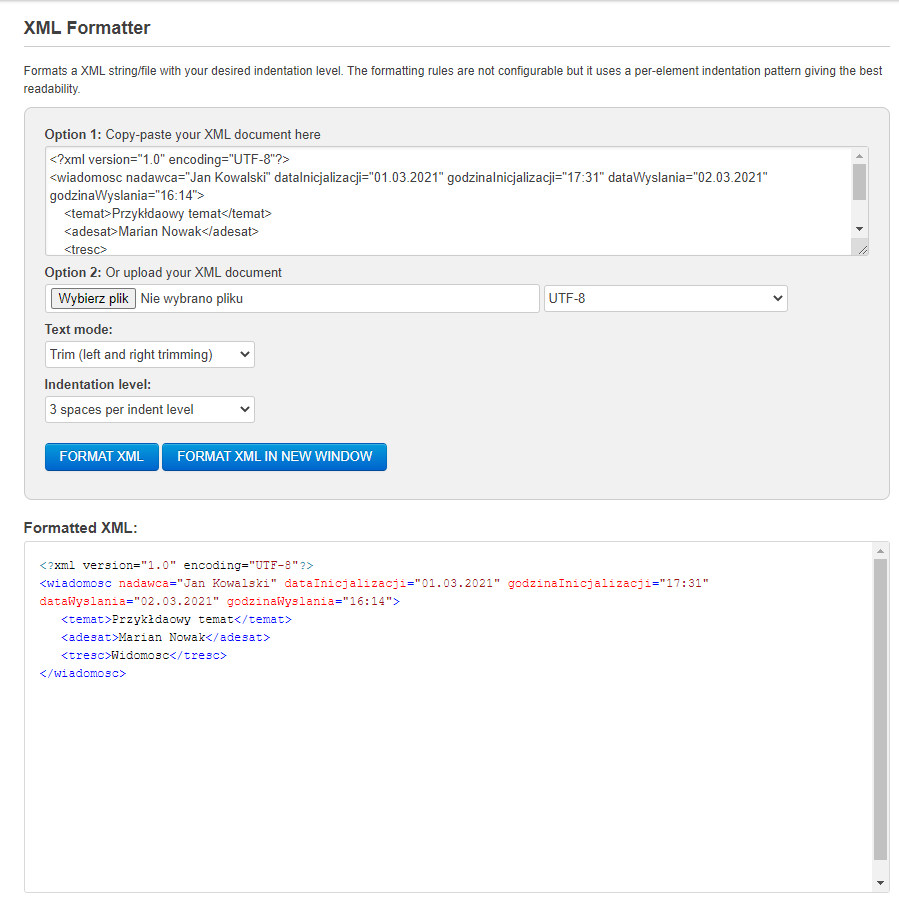 XML Formatter
Formats a XML string/file with your desired indentation level. The formatting rules are not configurable but it uses a per-element indentation pattern giving the best
readability.
Option 1: Copy-paste your XML document here
<?xml version="1.0" encoding="UTF-8"?>
<wiadomosc nadawca="Jan Kowalski" dataInicjalizacji="01.03.2021" godzinaInicjalizacji="17:31" dataWyslania="02.03.2021"
godzinaWyslania="16:14">
<temat>Przykłdaowy temat</temat>
<adesat>Marian Nowak</adesat>
<tresc>
Option 2: Or upload your XML document
Wybierz plik Nie wybrano pliku UTF-8
Text mode:
Trim (left and right trimming)
Indentation level:
3 spaces per indent level
FORMAT XML FORMAT XML IN NEW WINDOW
Formatted XML:
<?xml version="1.0" encoding="UTF-8"?>
<wiadomosc nadawca="Jan Kowalski" dataInicjalizacji="01.03.2021" godzinaInicjalizacji="17:31"
dataWyslania="02.03.2021" godzinaWyslania="16:14">
<temat>Przykłdaowy temat</temat>
<adesat>Marian Nowak</adesat>
<tresc>Widomosc</tresc>
</wiadomosc>